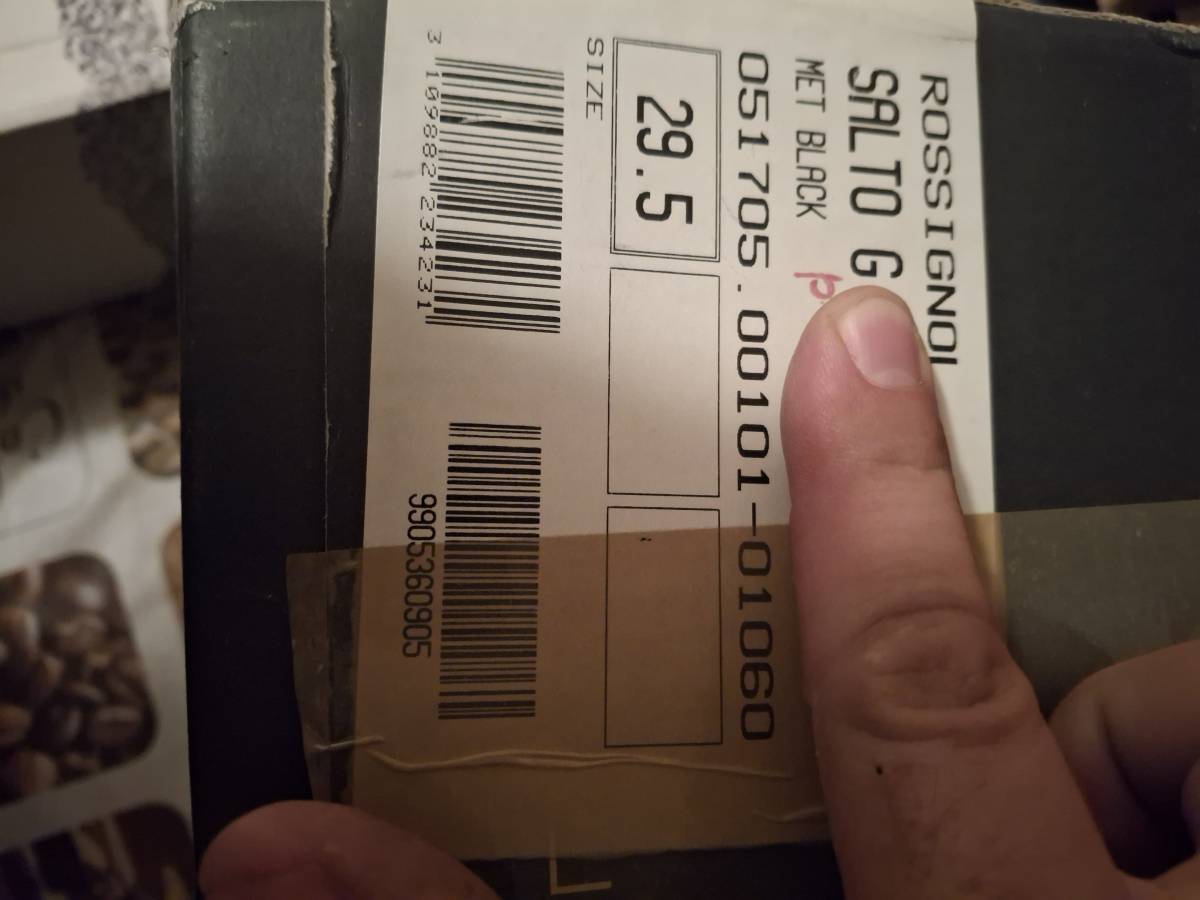 ROSSIGNOL
SALTO G
MET BLACK
051705.00101-01060
29.5
SIZE
3 109882 234231
9905360905